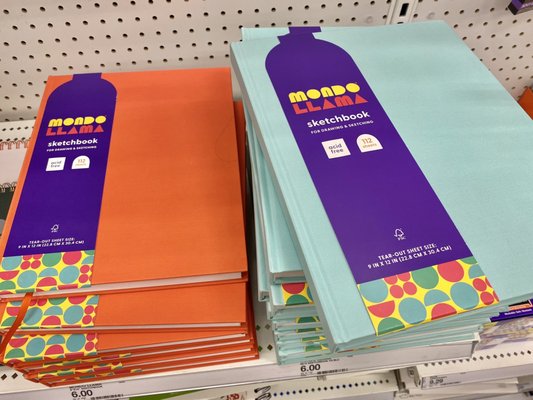 MONDO
LLAMA
sketchbook
FOR DRAWING & SKETCHING
acid
free
112
sheets
FSC
TEAR-OUT SHEET SIZE:
9 IN X 12 IN (22.8 CM X 30.4 CM)
MONDO
LLAMA
sketchbook
FOR DRAWING & SKETCHING
acid
free
112
sheets
FSC
TEAR-OUT SHEET SIZE:
9 IN X 12 IN (22.8 CM X 30.4 CM)
6.00
6.00